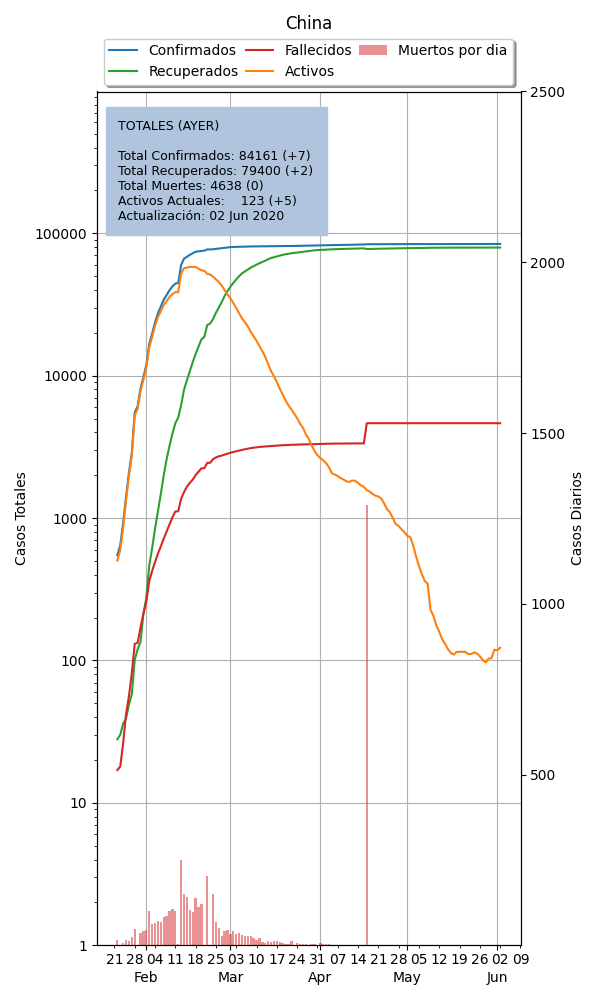 China
Confirmados
Fallecidos
Muertos por dia
Recuperados
Activos
TOTALES (AYER)
Total Confirmados: 84161 (+7)
Total Recuperados: 79400 (+2)
Total Muertes: 4638 (0)
Activos Actuales: 123 (+5)
Actualización: 02 Jun 2020
Casos Totales
100000
10000
1000
100
10
1
Casos Diarios
2500
2000
1500
1000
500
21 28 04 11 18 25 03 10 17 24 31 07 14 21 28 05 12 19 26 02 09
Feb Mar Apr May Jun